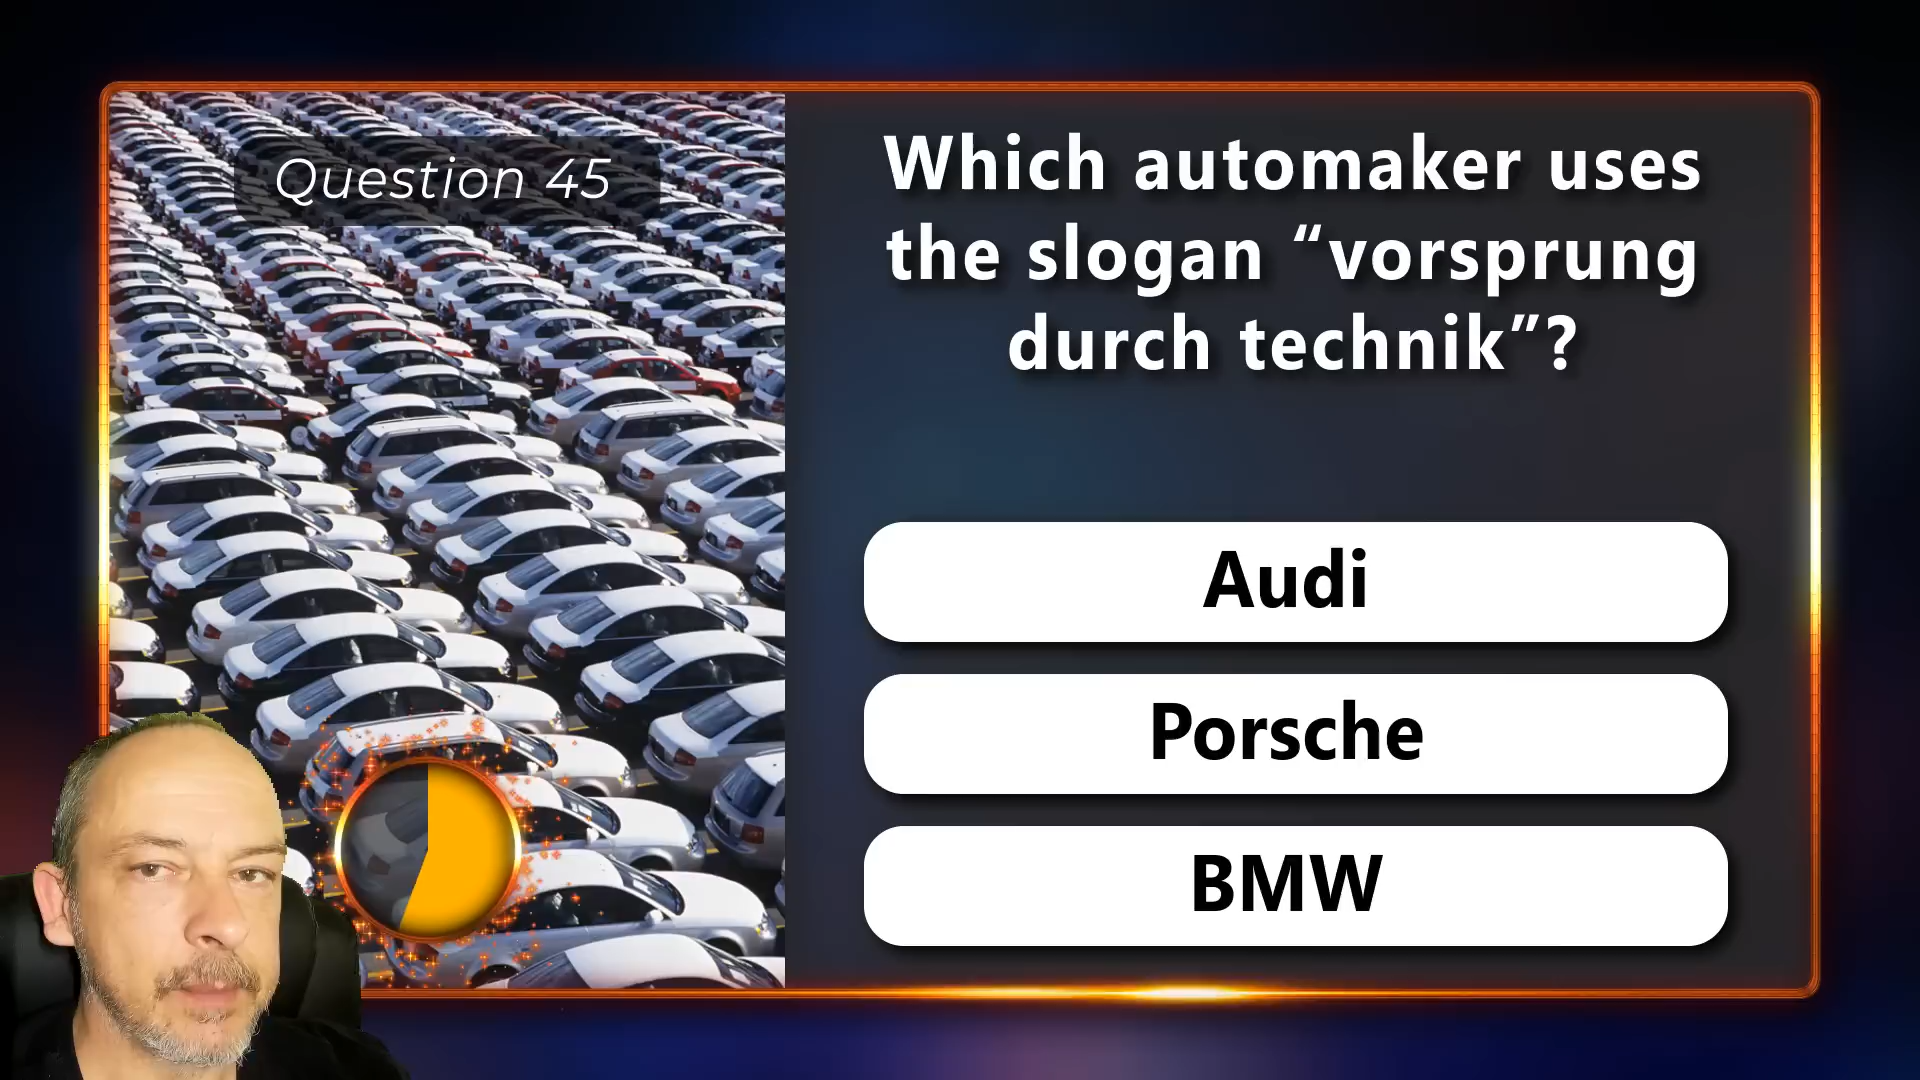 Question 45
Which automaker uses
the slogan “vorsprung
durch technik”?
Audi
Porsche
BMW